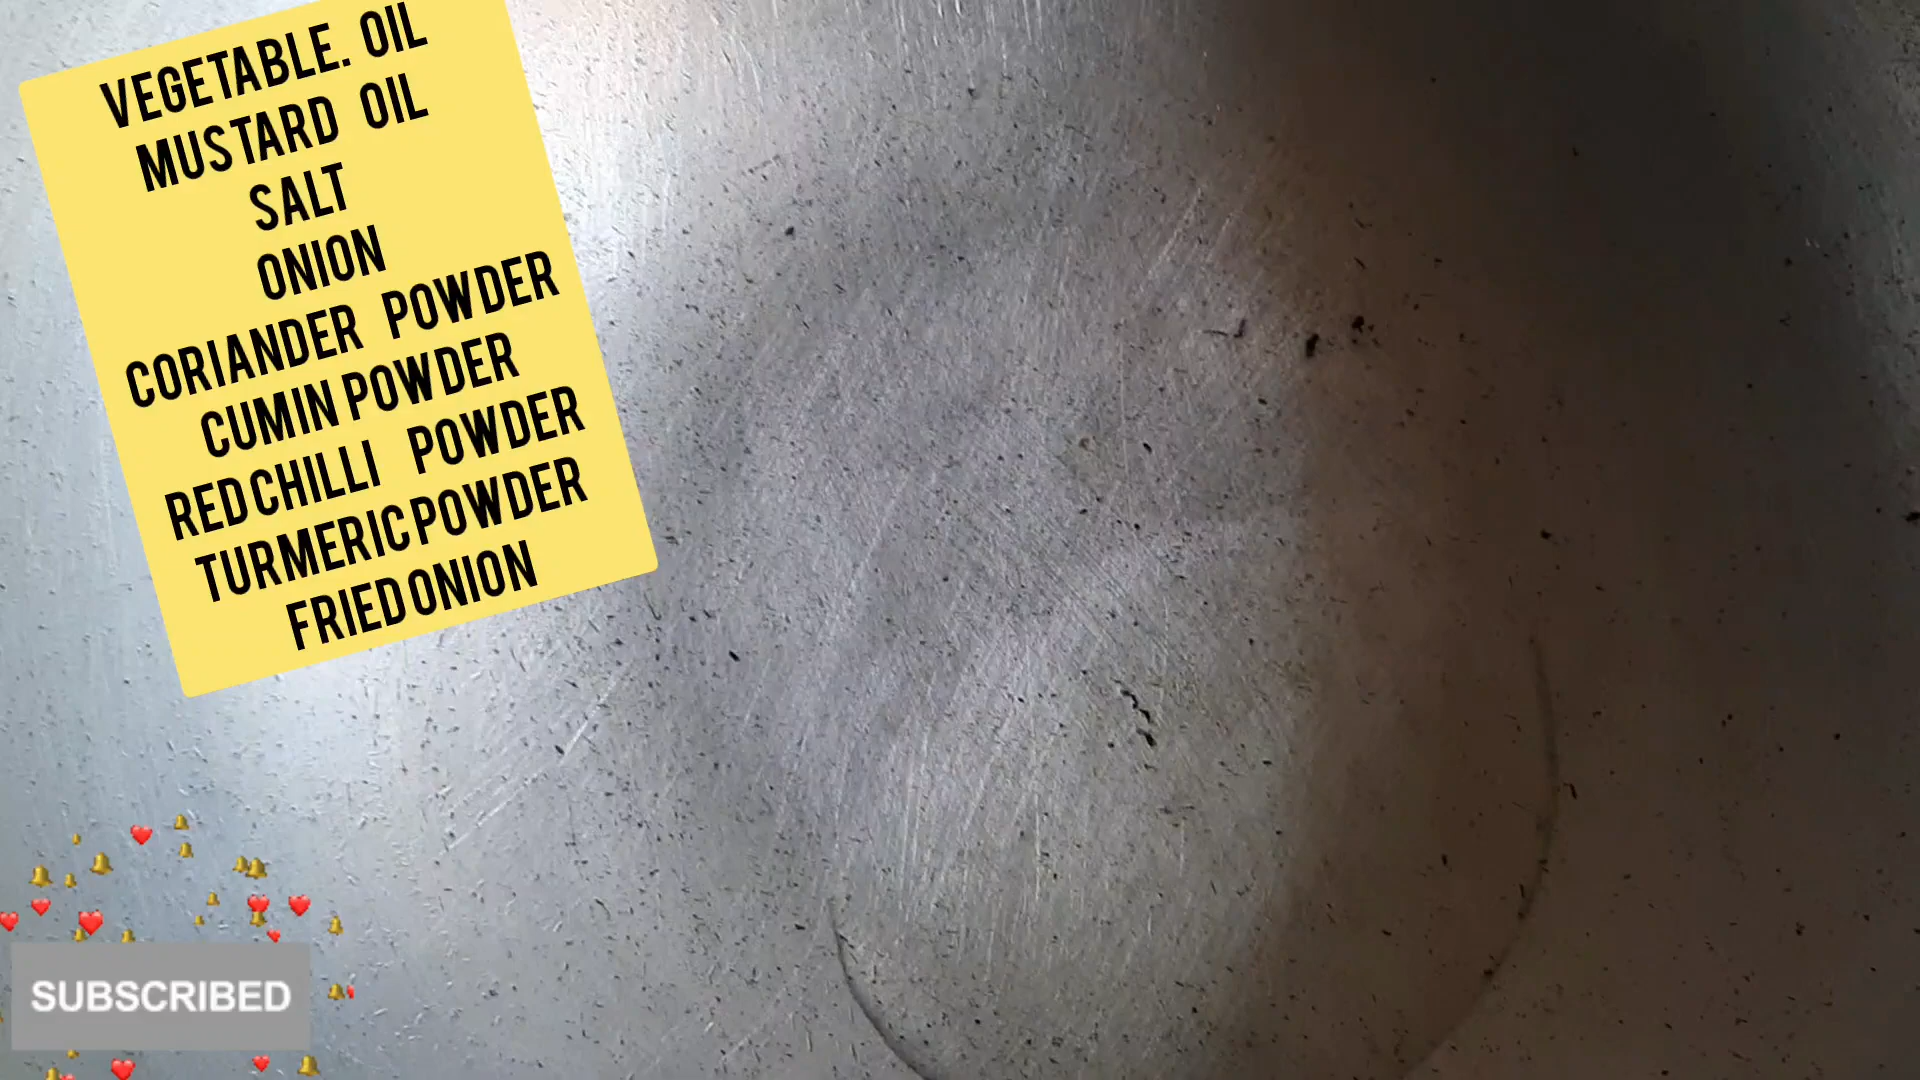 VEGETABLE. OIL
MUSTARD OIL
SALT
ONION
CORIANDER POWDER
CUMIN POWDER
RED CHILLI POWDER
TURMERIC POWDER
FRIED ONION
SUBSCRIBED